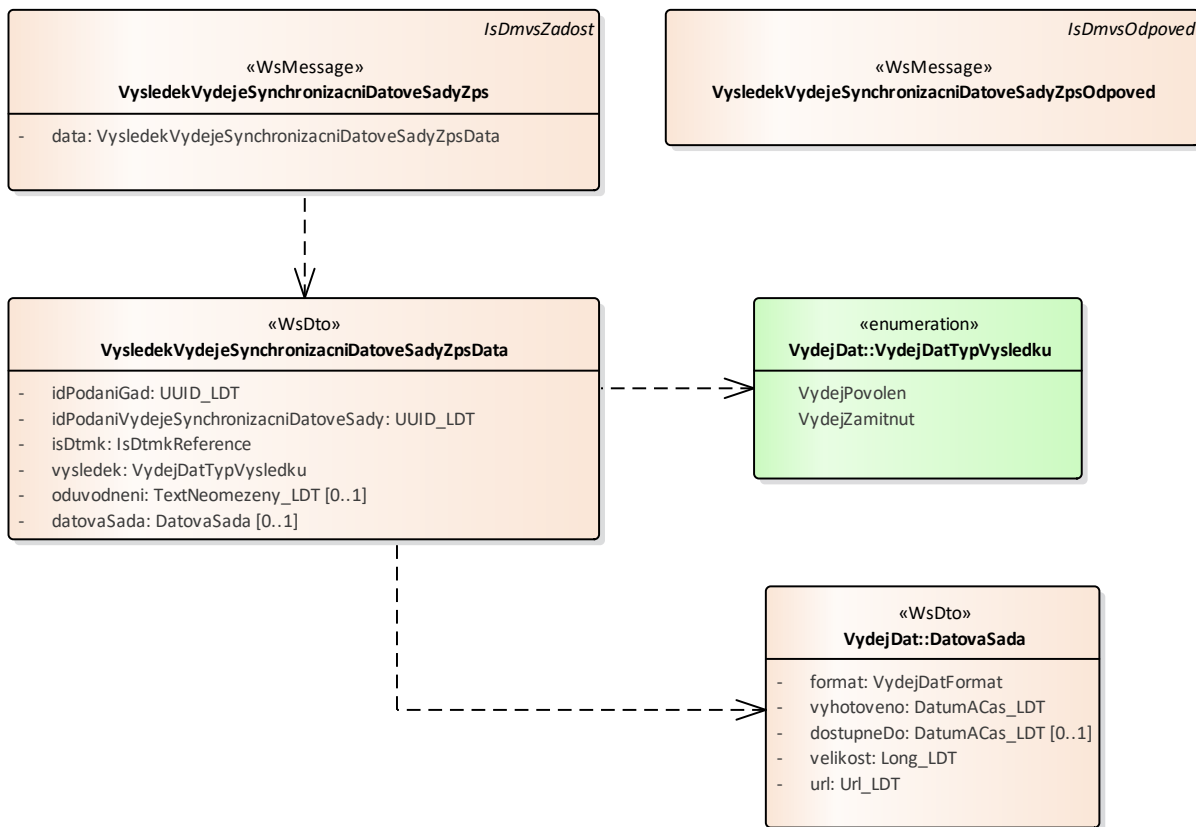 IsDmvsZadost
«WsMessage»
VysledekVydejeSynchronizacniDatoveSadyZps
- data: VysledekVydejeSynchronizacniDatoveSadyZpsData
IsDmvsOdpoved
«WsMessage»
VysledekVydejeSynchronizacniDatoveSadyZpsOdpoved
«WsDto»
VysledekVydejeSynchronizacniDatoveSadyZpsData
- idPodaniGad: UUID_LDT
- idPodaniVydejeSynchronizacniDatoveSady: UUID_LDT
- isDtmk: IsDtmkReference
- vysledek: VydejDatTypVysledku
- oduvodneni: TextNeomezeny_LDT [0..1]
- datovaSada: DatovaSada [0..1]
«enumeration»
VydejDat::VydejDatTypVysledku
VydejPovolen
VydejZamitnut
«WsDto»
VydejDat::DatovaSada
- format: VydejDatFormat
- vyhotoveno: DatumACas_LDT
- dostupneDo: DatumACas_LDT [0..1]
- velikost: Long_LDT
- url: Url_LDT